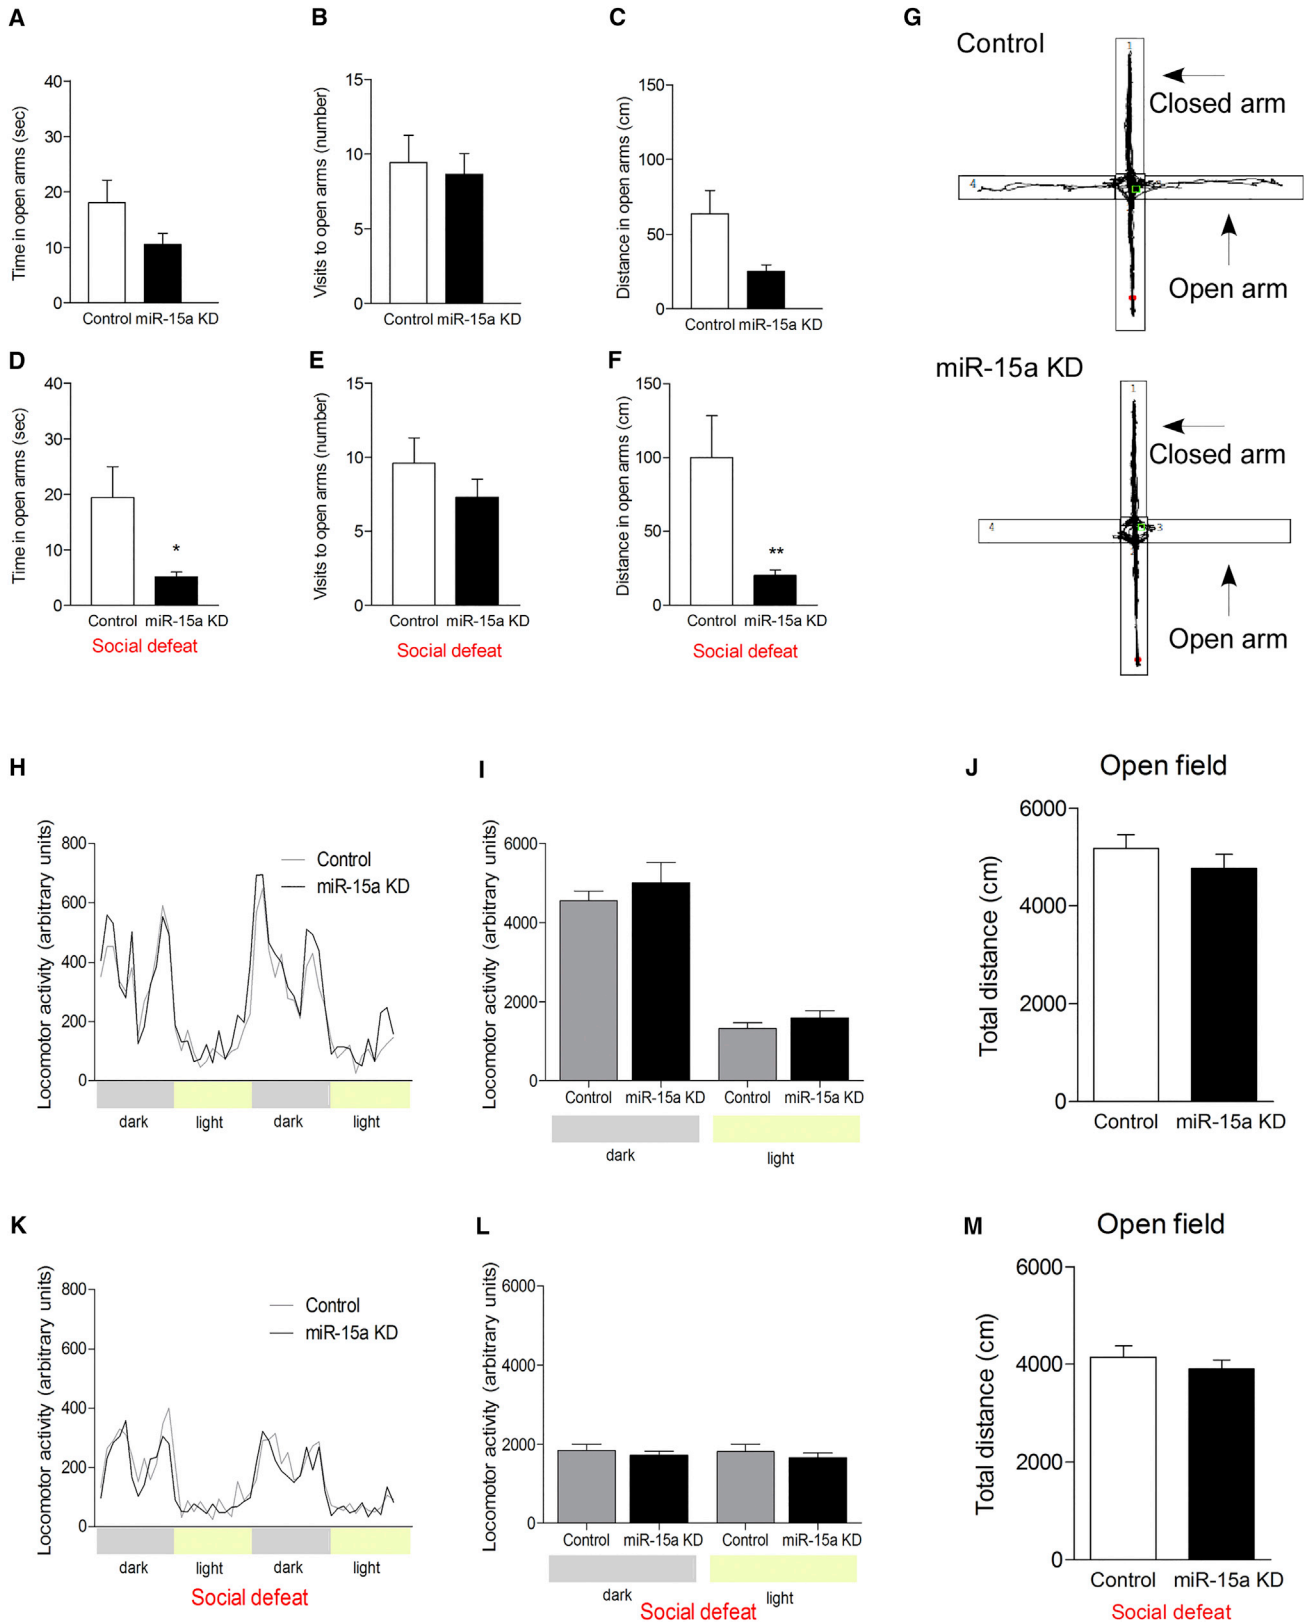 A
Time in open arms (sec)
40
30
20
10
0
Control miR-15a KD
B
Visits to open arms (number)
15
10
5
0
Control miR-15a KD
C
Distance in open arms (cm)
150
100
50
0
Control miR-15a KD
G
Control
1
Closed arm
4
Open arm
miR-15a KD
1
Closed arm
4
3
Open arm
D
Time in open arms (sec)
40
30
20
10
0
*
Control miR-15a KD
Social defeat
E
Visits to open arms (number)
15
10
5
0
Control miR-15a KD
Social defeat
F
Distance in open arms (cm)
150
100
50
0
**
Control miR-15a KD
Social defeat
H
Locomotor activity (arbitrary units)
800
600
400
200
0
Control
miR-15a KD
dark light dark light
I
Locomotor activity (arbitrary units)
6000
4000
2000
0
Control miR-15a KD Control miR-15a KD
dark light
J
Open field
Total distance (cm)
6000
4000
2000
0
Control miR-15a KD
K
Locomotor activity (arbitrary units)
800
600
400
200
0
Control
miR-15a KD
dark light dark light
Social defeat
L
Locomotor activity (arbitrary units)
6000
4000
2000
0
Control miR-15a KD Control miR-15a KD
dark light
Social defeat
M
Open field
Total distance (cm)
6000
4000
2000
0
Control miR-15a KD
Social defeat